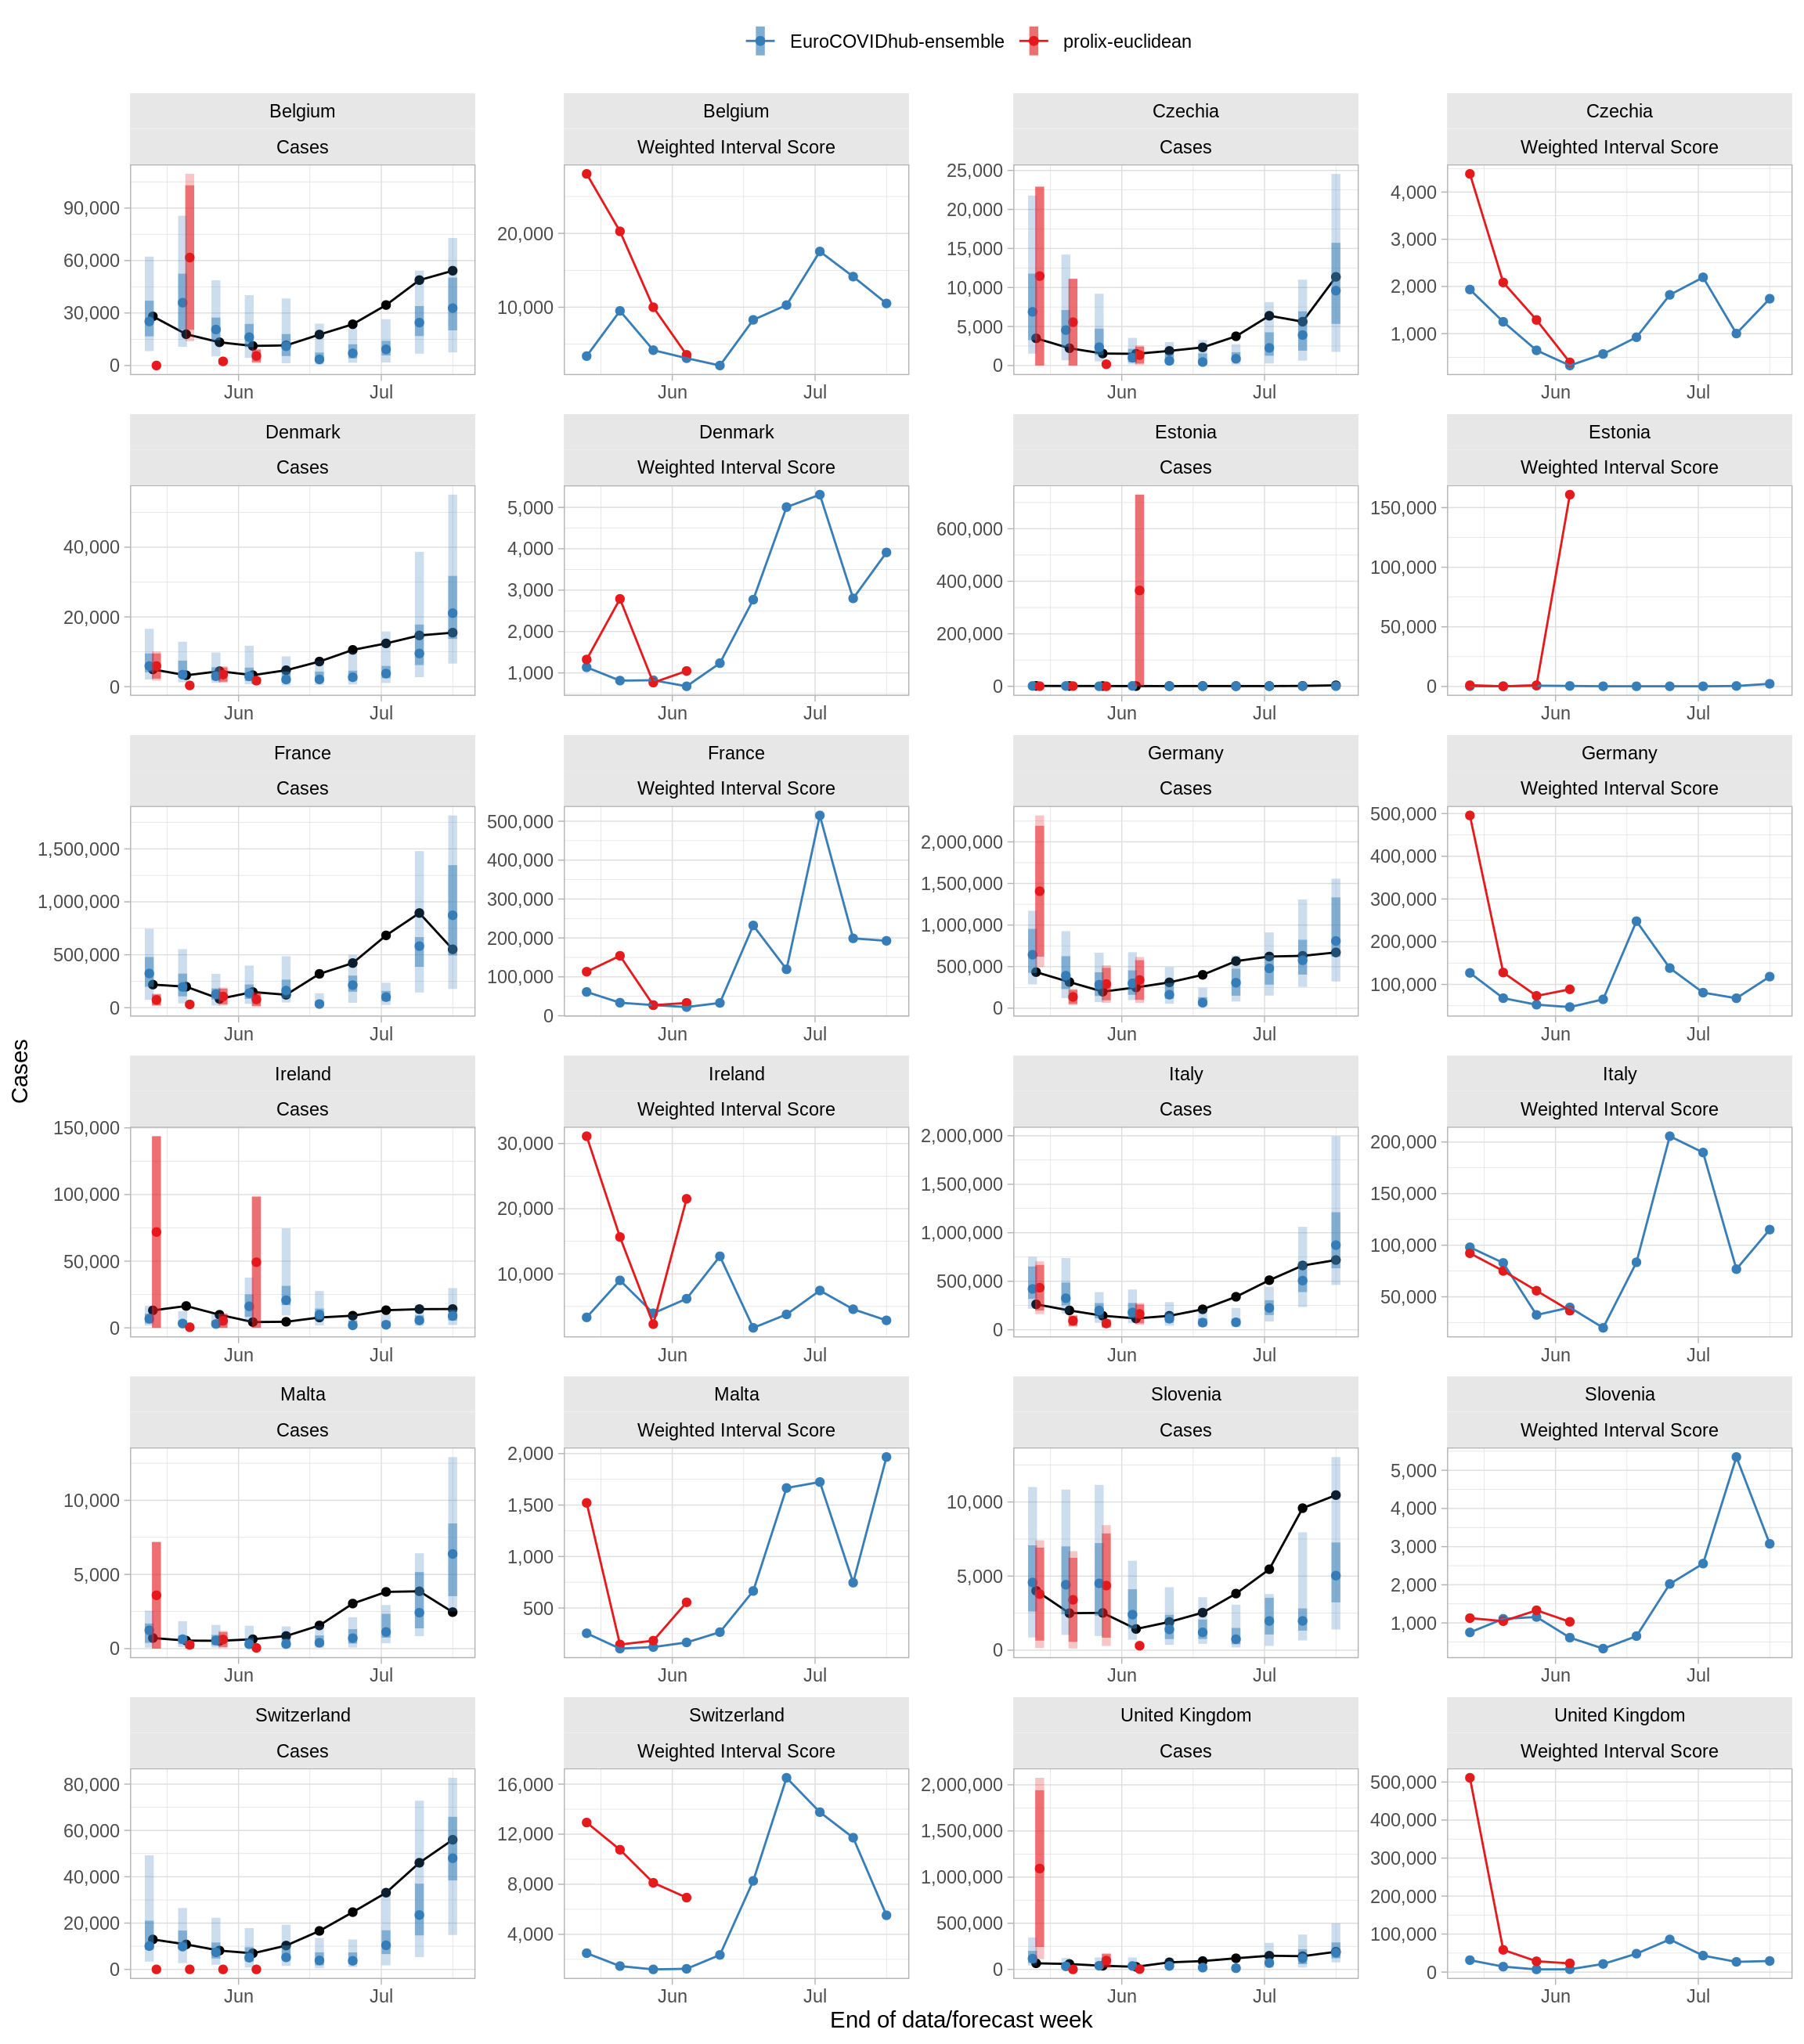 EuroCOVIDhub-ensemble prolix-euclidean
Belgium Belgium Czechia Czechia
Cases Weighted Interval Score Cases Weighted Interval Score
90,000
60,000
30,000
0
Jun Jul
20,000
10,000
Jun Jul
25,000
20,000
15,000
10,000
5,000
0
Jun Jul
4,000
3,000
2,000
1,000
Jun Jul
Denmark Denmark Estonia Estonia
Cases Weighted Interval Score Cases Weighted Interval Score
40,000
20,000
0
Jun Jul
5,000
4,000
3,000
2,000
1,000
Jun Jul
600,000
400,000
200,000
0
Jun Jul
150,000
100,000
50,000
0
Jun Jul
France France Germany Germany
Cases Weighted Interval Score Cases Weighted Interval Score
1,500,000
1,000,000
500,000
0
Jun Jul
500,000
400,000
300,000
200,000
100,000
0
Jun Jul
2,000,000
1,500,000
1,000,000
500,000
0
Jun Jul
500,000
400,000
300,000
200,000
100,000
Jun Jul
Cases
Ireland Ireland Italy Italy
Cases Weighted Interval Score Cases Weighted Interval Score
150,000
100,000
50,000
0
Jun Jul
30,000
20,000
10,000
Jun Jul
2,000,000
1,500,000
1,000,000
500,000
0
Jun Jul
200,000
150,000
100,000
50,000
Jun Jul
Malta Malta Slovenia Slovenia
Cases Weighted Interval Score Cases Weighted Interval Score
10,000
5,000
0
Jun Jul
2,000
1,500
1,000
500
Jun Jul
10,000
5,000
0
Jun Jul
5,000
4,000
3,000
2,000
1,000
Jun Jul
Switzerland Switzerland United Kingdom United Kingdom
Cases Weighted Interval Score Cases Weighted Interval Score
80,000
60,000
40,000
20,000
0
Jun Jul
16,000
12,000
8,000
4,000
Jun Jul
2,000,000
1,500,000
1,000,000
500,000
0
Jun Jul
500,000
400,000
300,000
200,000
100,000
0
Jun Jul
End of data/forecast week